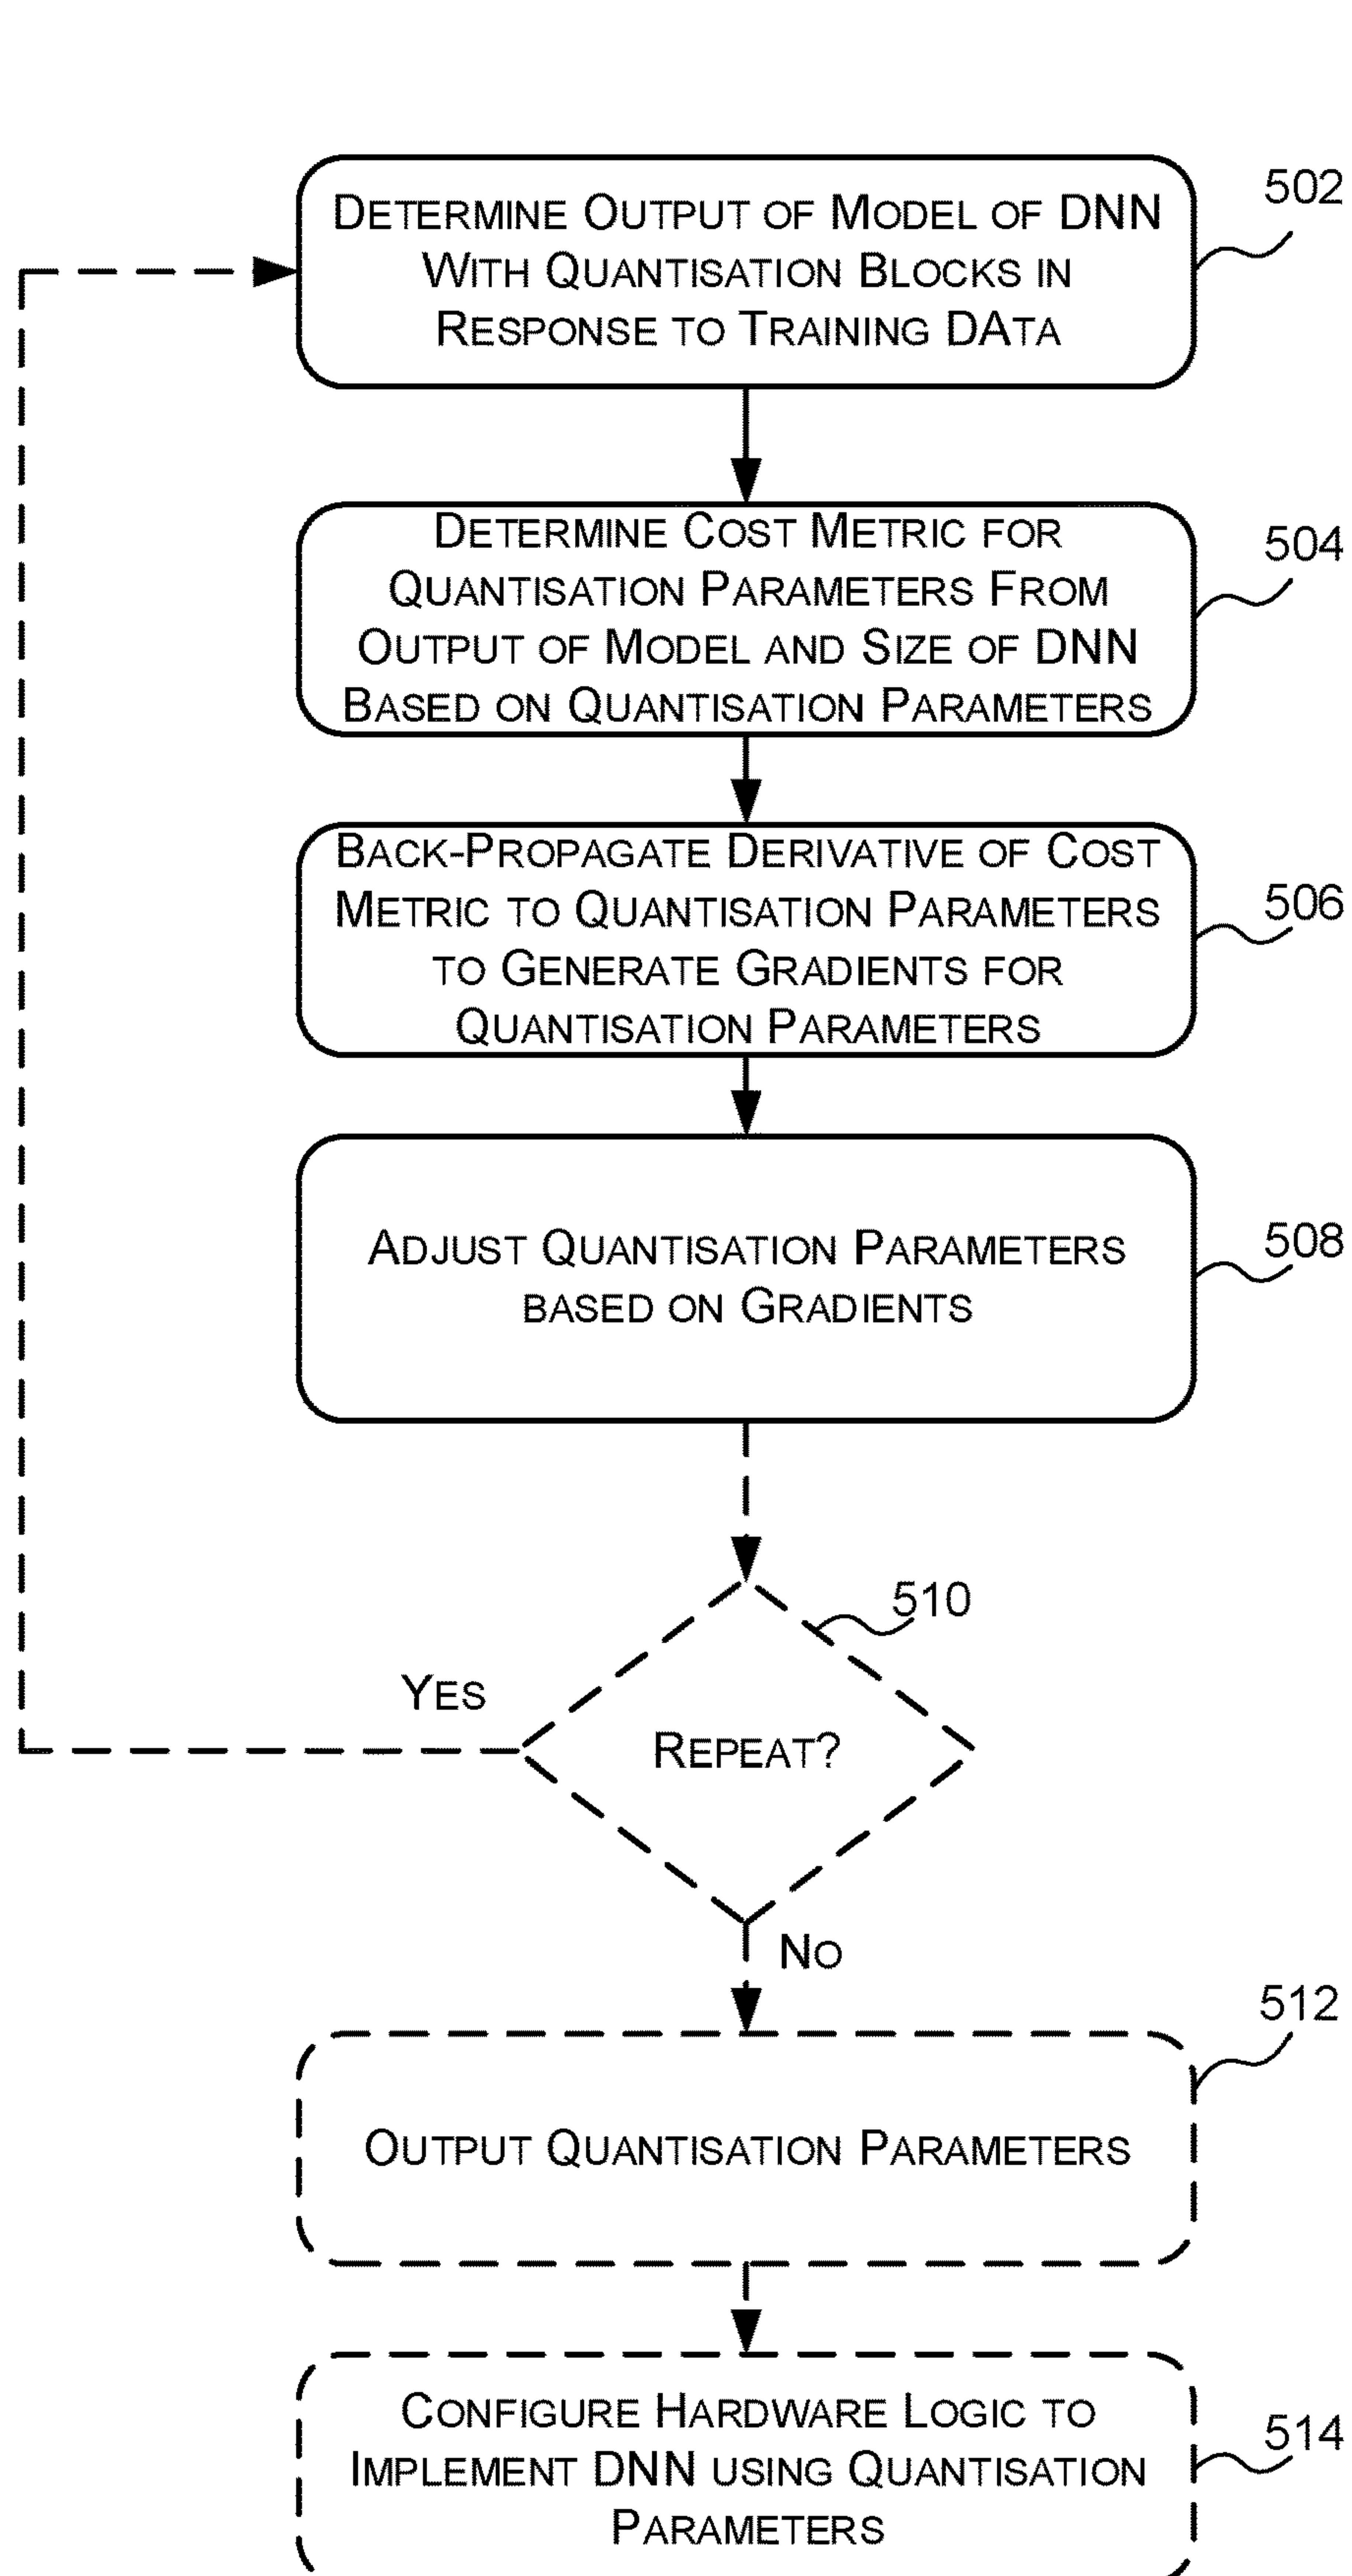 DETERMINE OUTPUT OF MODEL OF DNN
WITH QUANTISATION BLOCKS IN
RESPONSE TO TRAINING DATA
502
DETERMINE COST METRIC FOR
QUANTISATION PARAMETERS FROM
OUTPUT OF MODEL AND SIZE OF DNN
BASED ON QUANTISATION PARAMETERS
504
BACK-PROPAGATE DERIVATIVE OF COST
METRIC TO QUANTISATION PARAMETERS
TO GENERATE GRADIENTS FOR
QUANTISATION PARAMETERS
506
ADJUST QUANTISATION PARAMETERS
BASED ON GRADIENTS
508
510
YES
REPEAT?
NO
512
OUTPUT QUANTISATION PARAMETERS
CONFIGURE HARDWARE LOGIC TO
IMPLEMENT DNN USING QUANTISATION
PARAMETERS
514